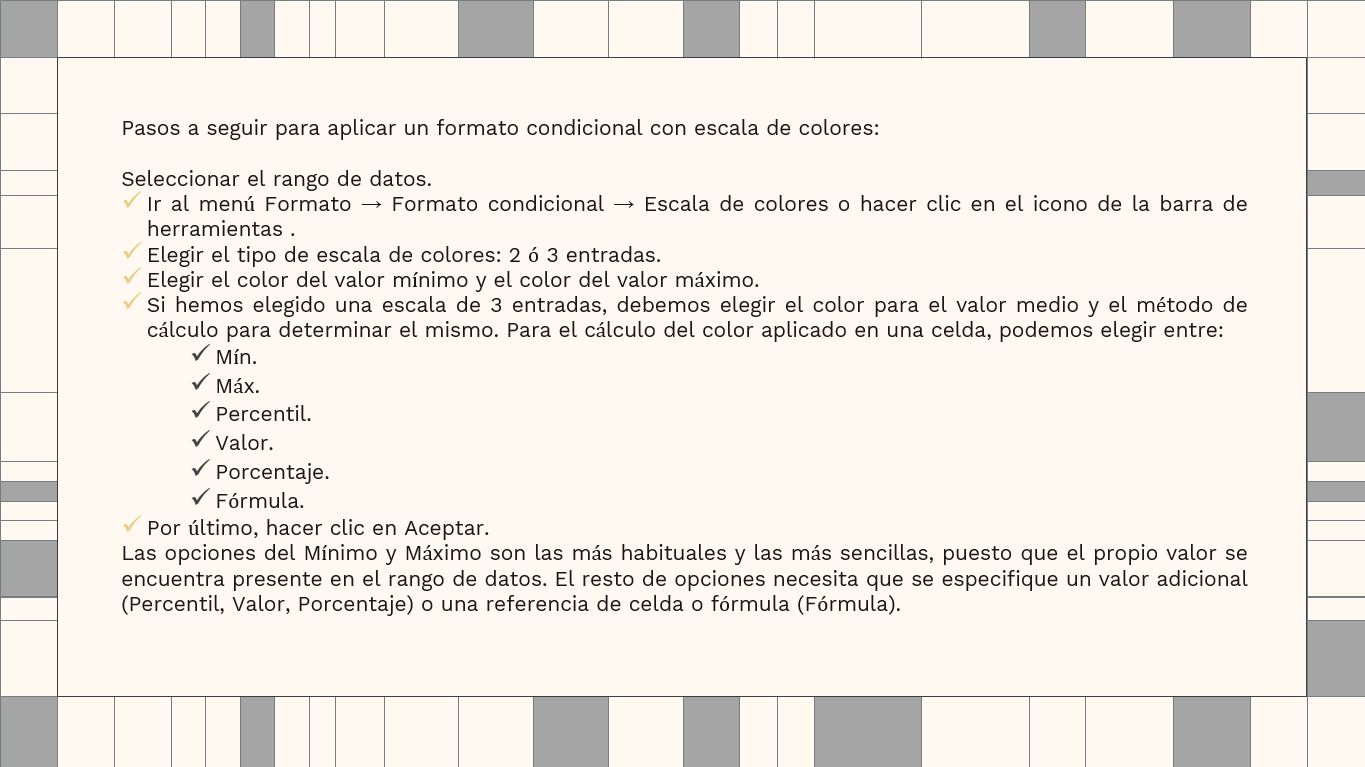 Pasos a seguir para aplicar un formato condicional con escala de colores:
Seleccionar el rango de datos.
✓ Ir al menú Formato → Formato condicional → Escala de colores o hacer clic en el icono de la barra de
herramientas .
✓ Elegir el tipo de escala de colores: 2 ó 3 entradas.
✓ Elegir el color del valor mínimo y el color del valor máximo.
✓ Si hemos elegido una escala de 3 entradas, debemos elegir el color para el valor medio y el método de
cálculo para determinar el mismo. Para el cálculo del color aplicado en una celda, podemos elegir entre:
✓ Mín.
✓ Máx.
✓ Percentil.
✓ Valor.
✓ Porcentaje.
✓ Fórmula.
✓ Por último, hacer clic en Aceptar.
Las opciones del Mínimo y Máximo son las más habituales y las más sencillas, puesto que el propio valor se
encuentra presente en el rango de datos. El resto de opciones necesita que se especifique un valor adicional
(Percentil, Valor, Porcentaje) o una referencia de celda o fórmula (Fórmula).